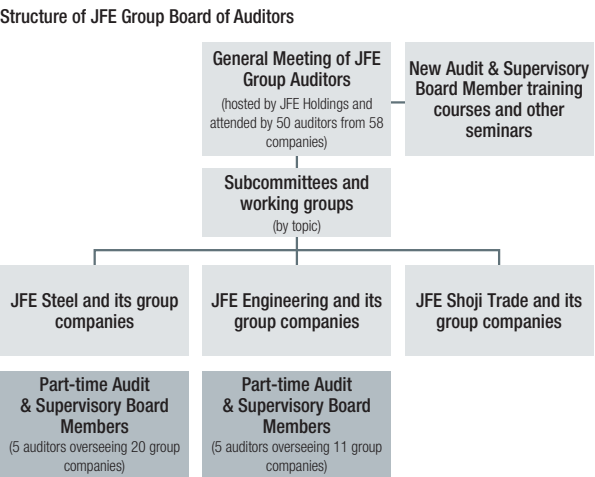 Structure of JFE Group Board of Auditors
General Meeting of JFE
Group Auditors
(hosted by JFE Holdings and
attended by 50 auditors from 58
companies)
New Audit & Supervisory
Board Member training
courses and other
seminars
Subcommittees and
working groups
(by topic)
JFE Steel and its group
companies
JFE Engineering and its
group companies
JFE Shoji Trade and its
group companies
Part-time Audit
& Supervisory Board
Members
(5 auditors overseeing 20 group
companies)
Part-time Audit
& Supervisory Board
Members
(5 auditors overseeing 11 group
companies)